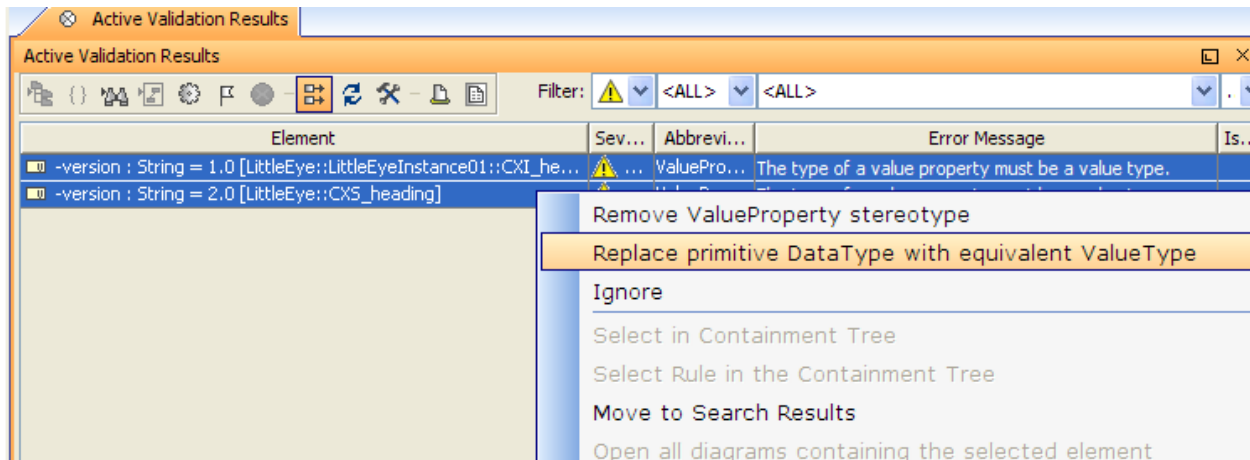 Active Validation Results
Active Validation Results
Filter: <ALL> <ALL> .
Element Sev... Abbrevi... Error Message Is..
-version : String = 1.0 [LittleEye::LittleEyeInstance01::CXI_he... ... ValuePro... The type of a value property must be a value type.
-version : String = 2.0 [LittleEye::CXS_heading]
Remove ValueProperty stereotype
Replace primitive DataType with equivalent ValueType
Ignore
Select in Containment Tree
Select Rule in the Containment Tree
Move to Search Results
Open all diagrams containing the selected element